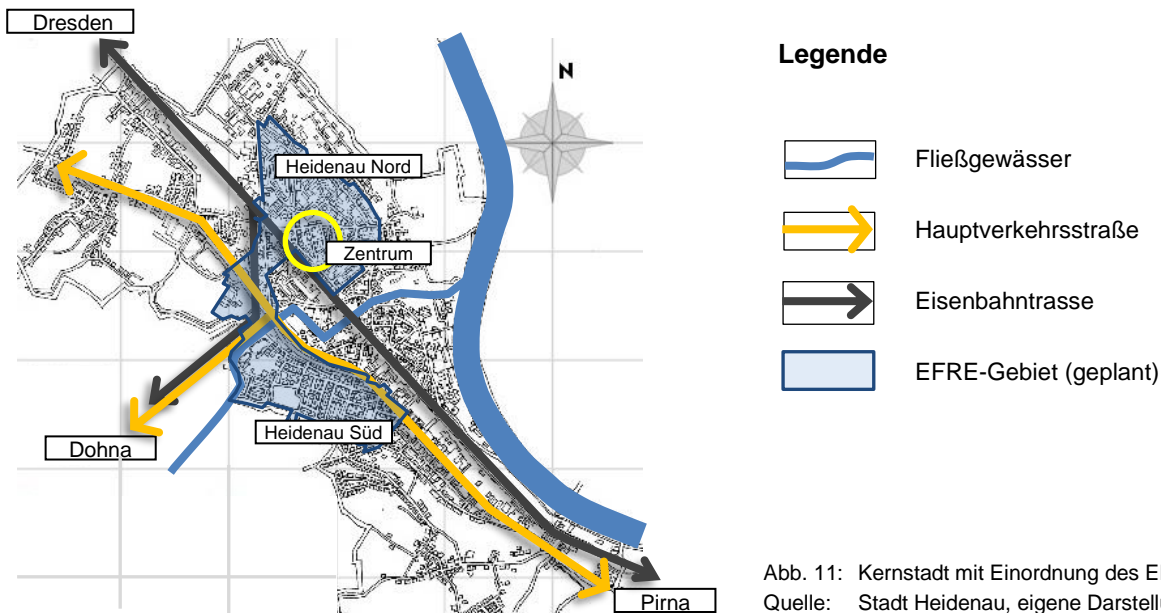 Dresden
N
Heidenau Nord
Zentrum
Heidenau Süd
Dohna
Pirna
Legende
Fließgewässer
Hauptverkehrsstraße
Eisenbahntrasse
EFRE-Gebiet (geplant)
Abb. 11: Kernstadt mit Einordnung des
Quelle: Stadt Heidenau, eigene